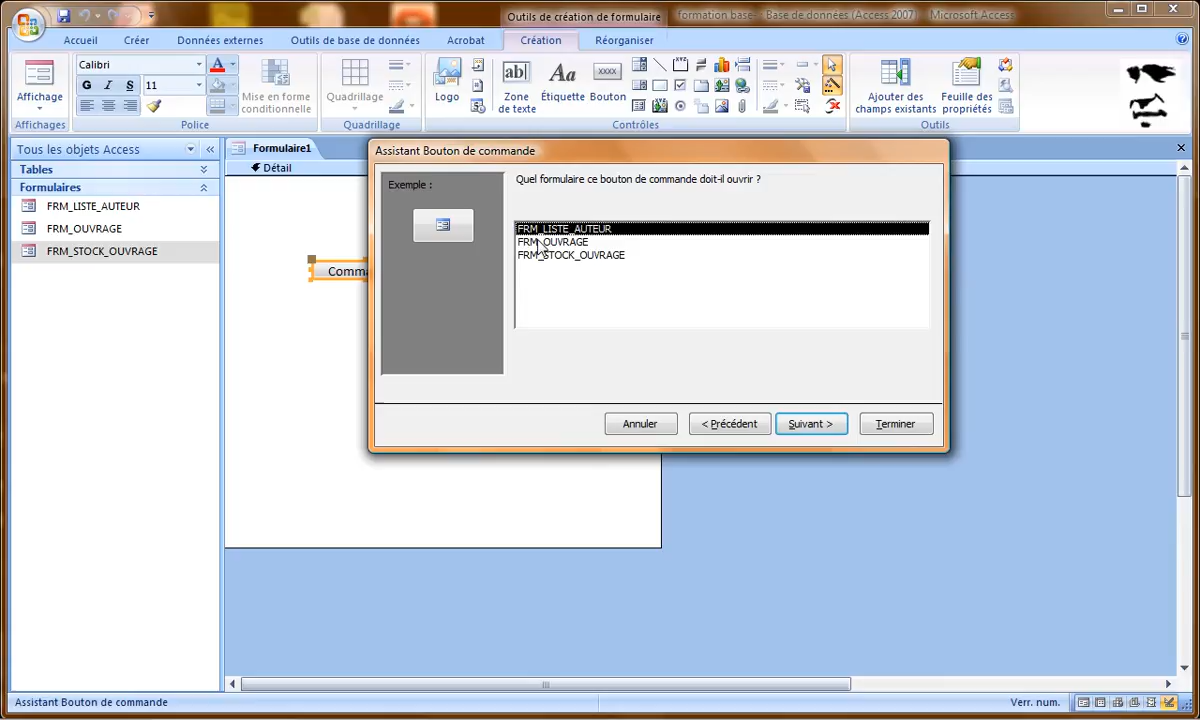 Outils de création de formulaire
formation base - Base de données (Access 2007) - Microsoft Access
Accueil Créer Données externes Outils de base de données Acrobat Création Réorganiser
Calibri
G I S 11
Affichage
Mise en forme conditionnelle
Quadrillage
Logo
Zone de texte
Étiquette
Bouton
Ajouter des champs existants
Feuille des propriétés
Affichages Police Quadrillage Contrôles Outils
Tous les objets Access
Tables
Formulaires
FRM_LISTE_AUTEUR
FRM_OUVRAGE
FRM_STOCK_OUVRAGE
Formulaire1
Détail
Comma
Assistant Bouton de commande
Exemple :
Quel formulaire ce bouton de commande doit-il ouvrir ?
FRM_LISTE_AUTEUR
FRM_OUVRAGE
FRM_STOCK_OUVRAGE
Annuler < Précédent Suivant > Terminer
Assistant Bouton de commande
Verr. num.